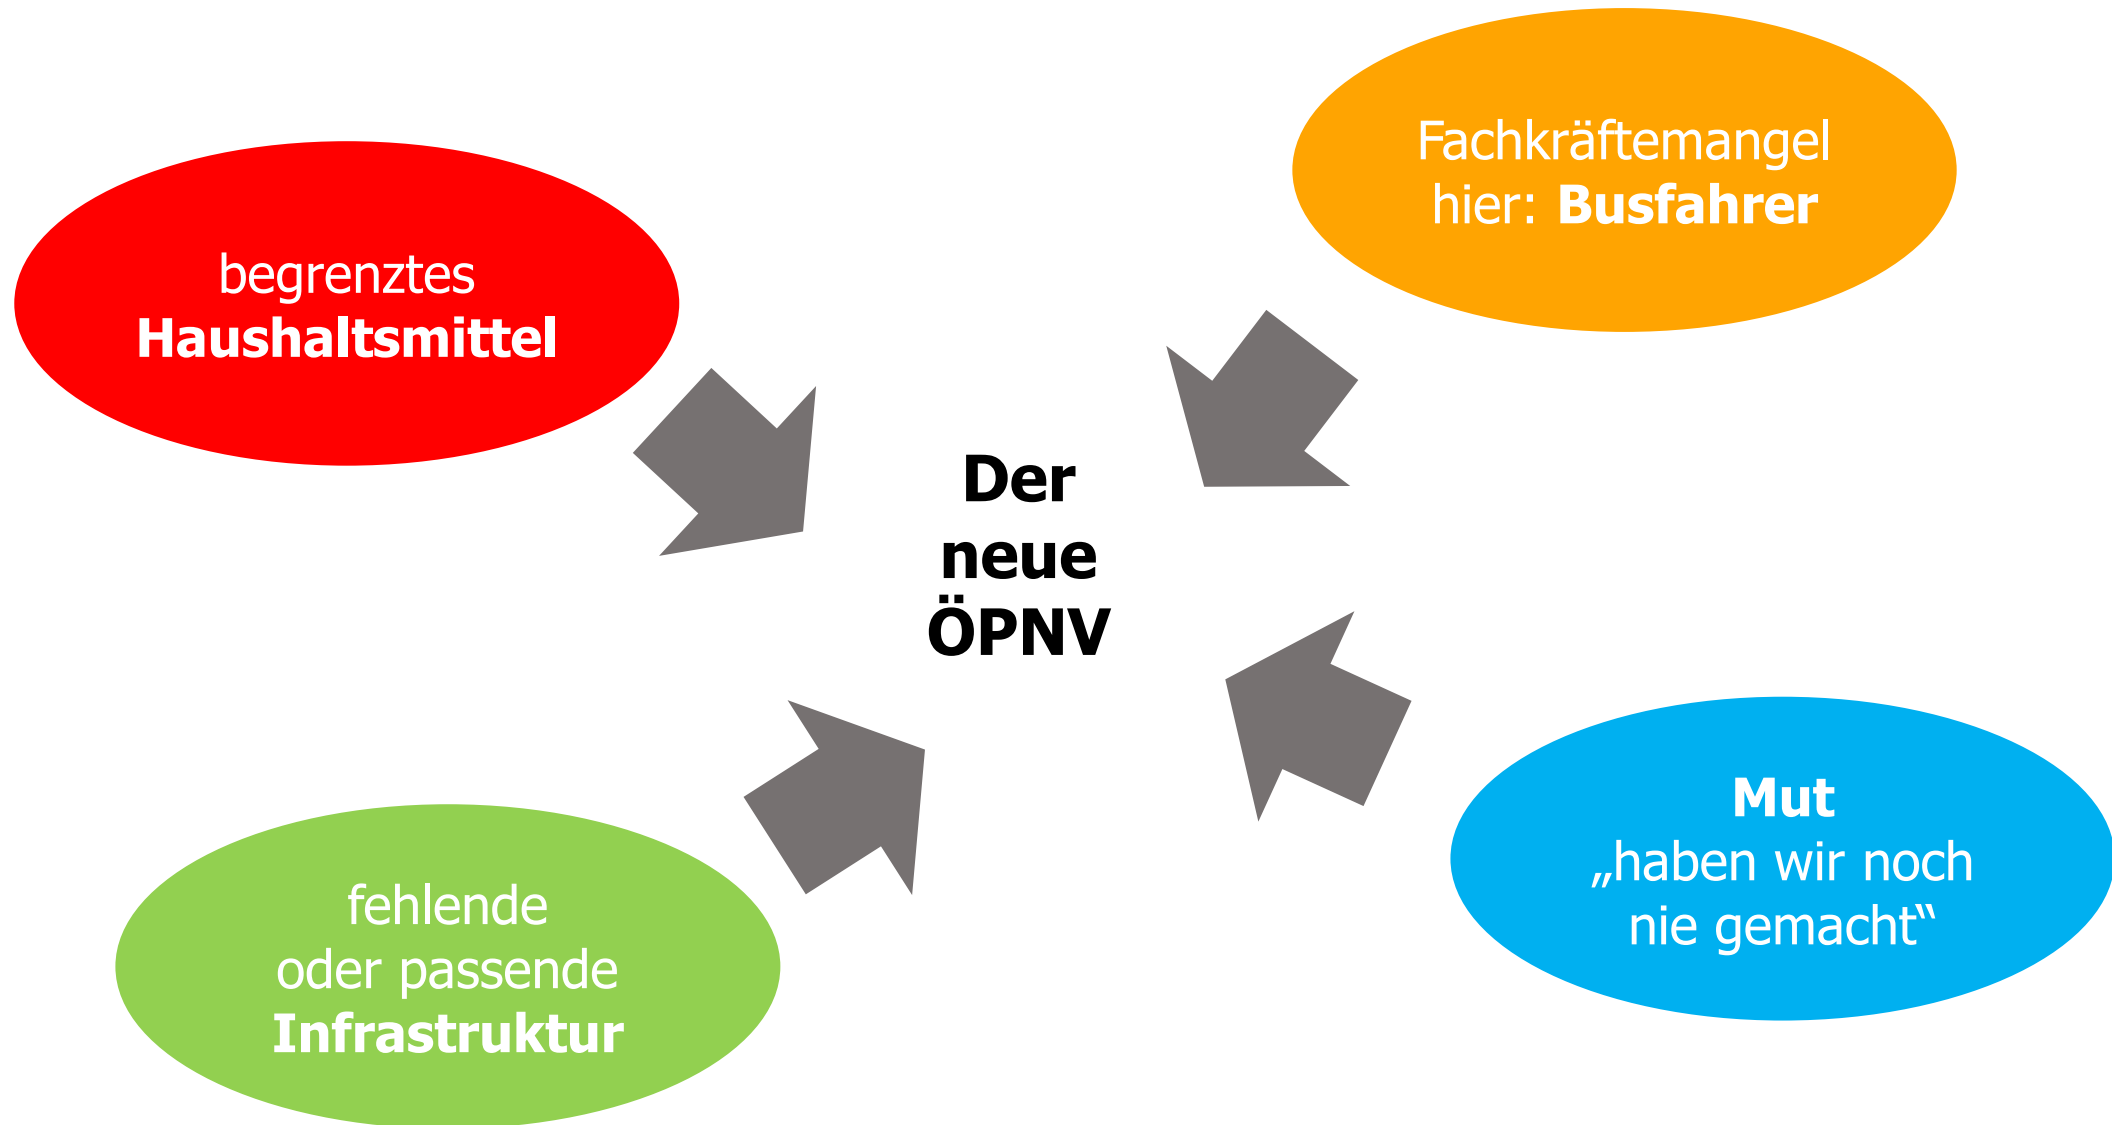 Fachkräftemangel
hier: Busfahrer
begrenztes
Haushaltsmittel
Der
neue
ÖPNV
Mut
„haben wir noch
nie gemacht“
fehlende
oder passende
Infrastruktur